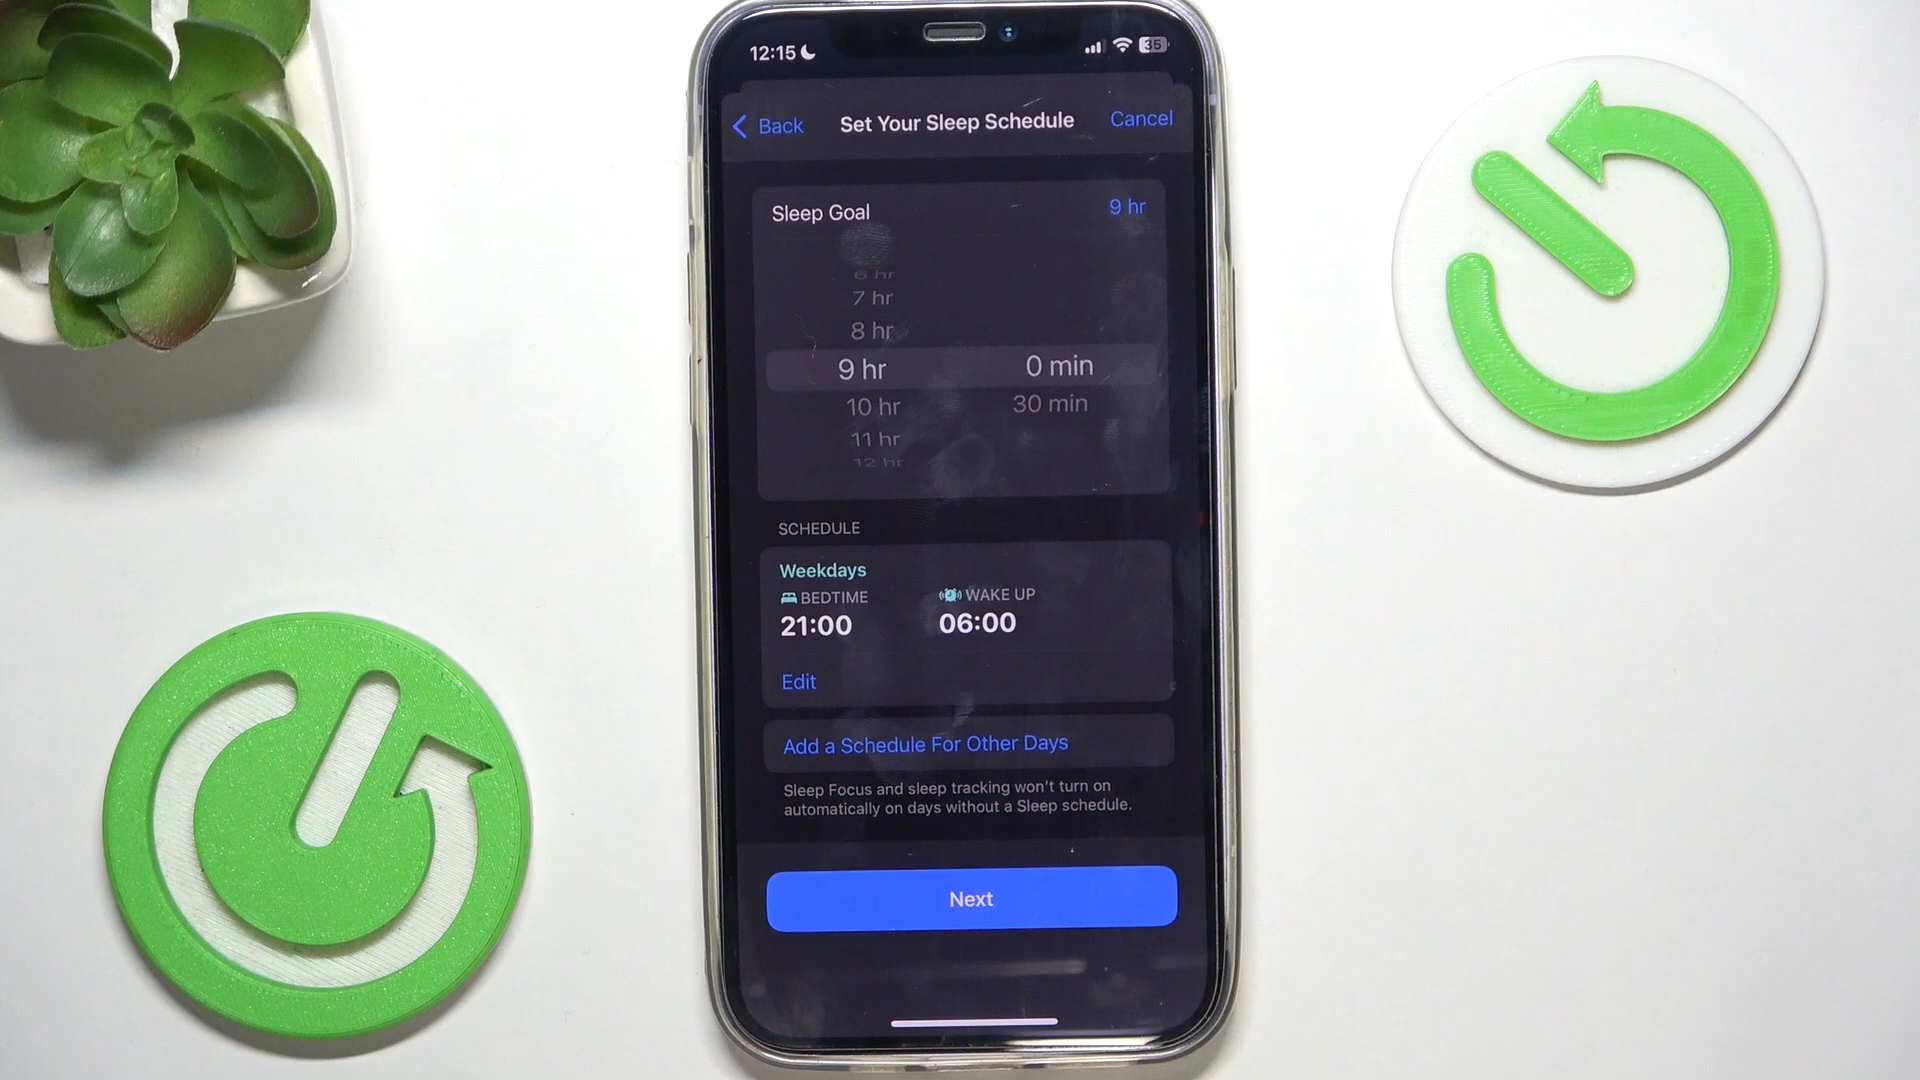 12:15
35
Back
Set Your Sleep Schedule
Cancel
Sleep Goal
9 hr
6 hr
7 hr
8 hr
9 hr
0 min
10 hr
30 min
11 hr
12 hr
SCHEDULE
Weekdays
BEDTIME
WAKE UP
21:00
06:00
Edit
Add a Schedule For Other Days
Sleep Focus and sleep tracking won't turn on
automatically on days without a Sleep schedule.
Next